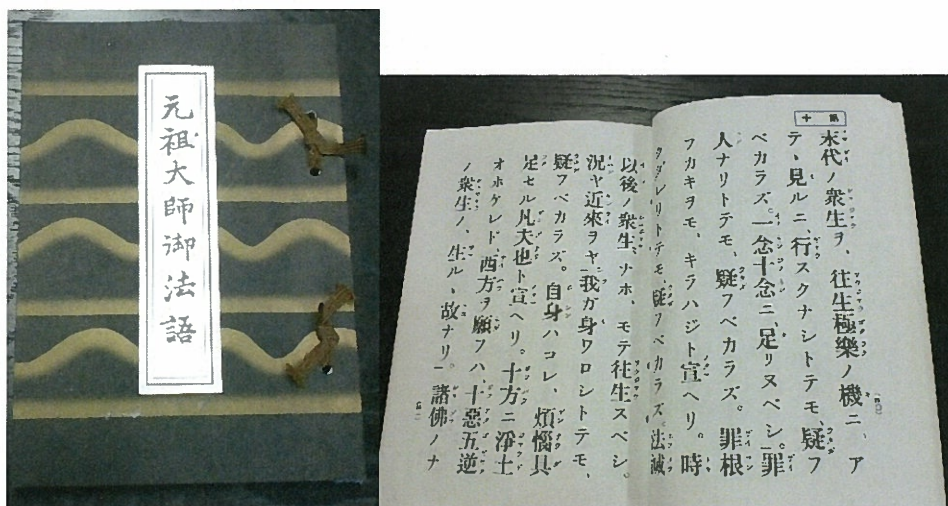 元祖大師御法語
十 話
末代ノ衆生ヲ、往生極樂ノ機ニ、ア
テヽ見ルニ、行スクナシトテモ、疑フ
ベカラズ。一念十念ニ、足リヌベシ。罪
人ナリトテモ、疑フベカラズ。罪根
フカキヲモ、キラハジト宣ヘリ。時
クダレリトテモ、疑フベカラズ、法滅
以後ノ衆生、ナホ、モテ往生スベシ。
況ヤ近來ヲヤ、我ガ身ワロシトテモ、
疑フベカラズ。自身ハコレ、煩惱具
足セル凡夫也ト宣ヘリ。十方ニ淨土
オホケレド、西方ヲ願フハ、十惡五逆
ノ衆生ノ、生ルヽ故ナリ。諸佛ノナ